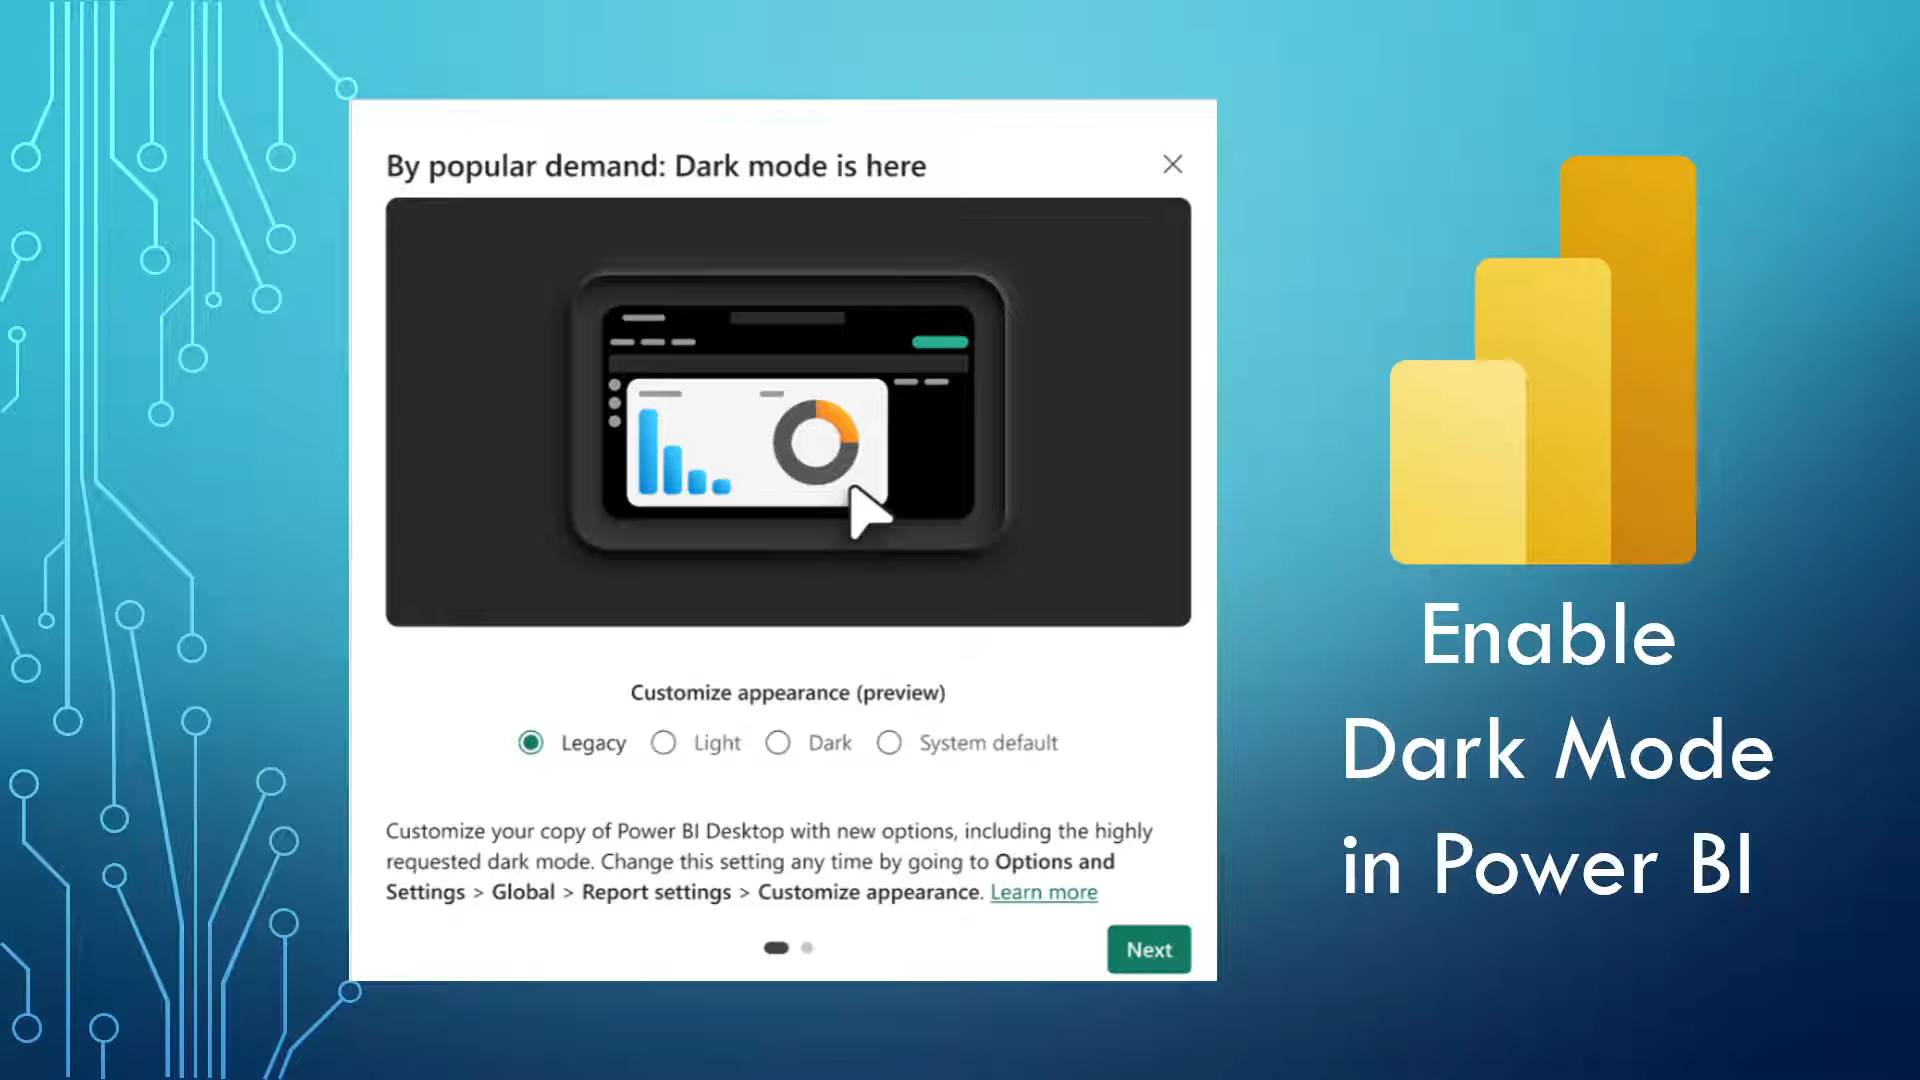 By popular demand: Dark mode is here
Customize appearance (preview)
Legacy Light Dark System default
Customize your copy of Power BI Desktop with new options, including the highly
requested dark mode. Change this setting any time by going to Options and
Settings > Global > Report settings > Customize appearance. Learn more
Next
Enable
Dark Mode
in Power BI